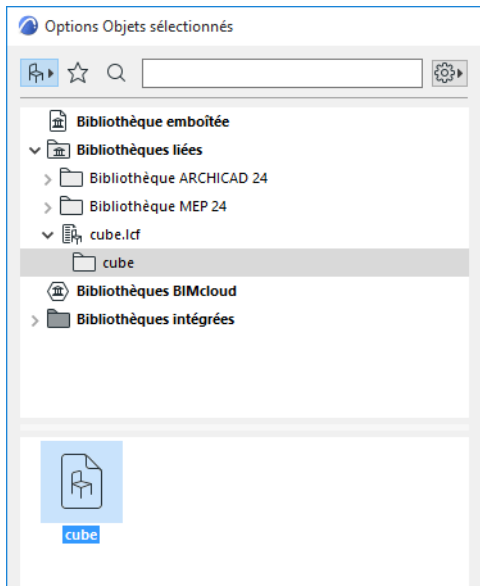 Options Objets sélectionnés
Bibliothèque emboîtée
Bibliothèques liées
Bibliothèque ARCHICAD 24
Bibliothèque MEP 24
cube.lcf
cube
Bibliothèques BIMcloud
Bibliothèques intégrées
cube